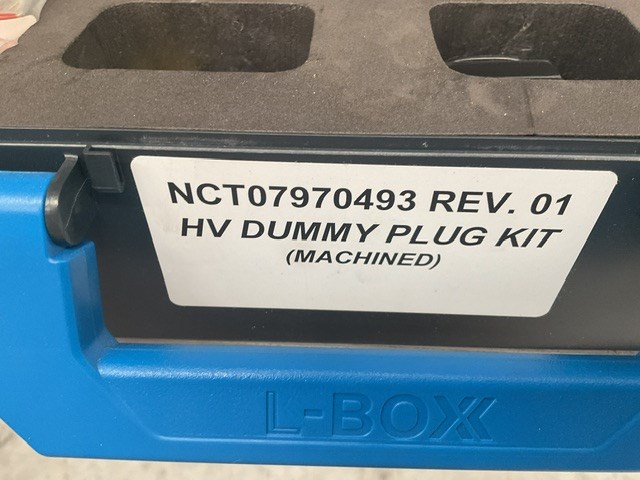 NCT07970493 REV. 01
HV DUMMY PLUG KIT
(MACHINED)
L-BOXX